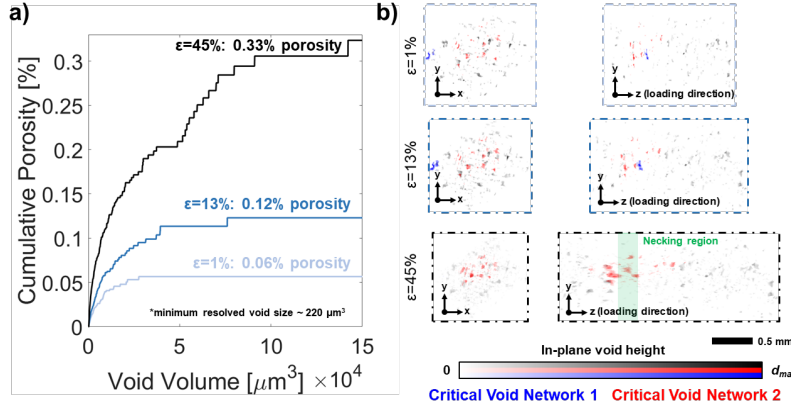 a)
Cumulative Porosity [%]
0.3
0.25
0.2
0.15
0.1
0.05
0
ε=45%: 0.33% porosity
ε=13%: 0.12% porosity
ε=1%: 0.06% porosity
*minimum resolved void size ~ 220 μm³
0 5 10 15
Void Volume [μm³] × 10⁴
b)
ε=1%
y
x
y
z (loading direction)
ε=13%
y
x
y
z (loading direction)
ε=45%
y
x
Necking region
y
z (loading direction)
0.5 mm
In-plane void height
0
Critical Void Network 1 Critical Void Network 2